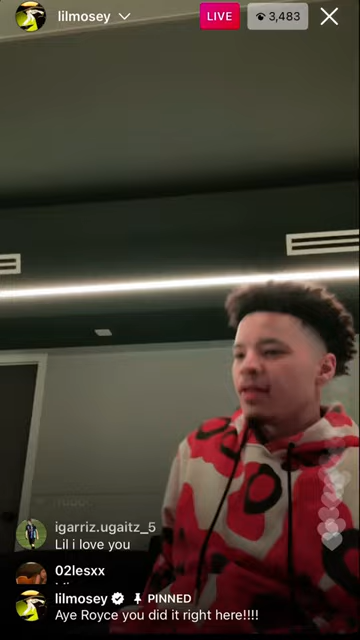 lilmosey
LIVE
3,483
igarriz.ugaitz_5
Lil i love you
02lesxx
lilmosey PINNED
Aye Royce you did it right here!!!!